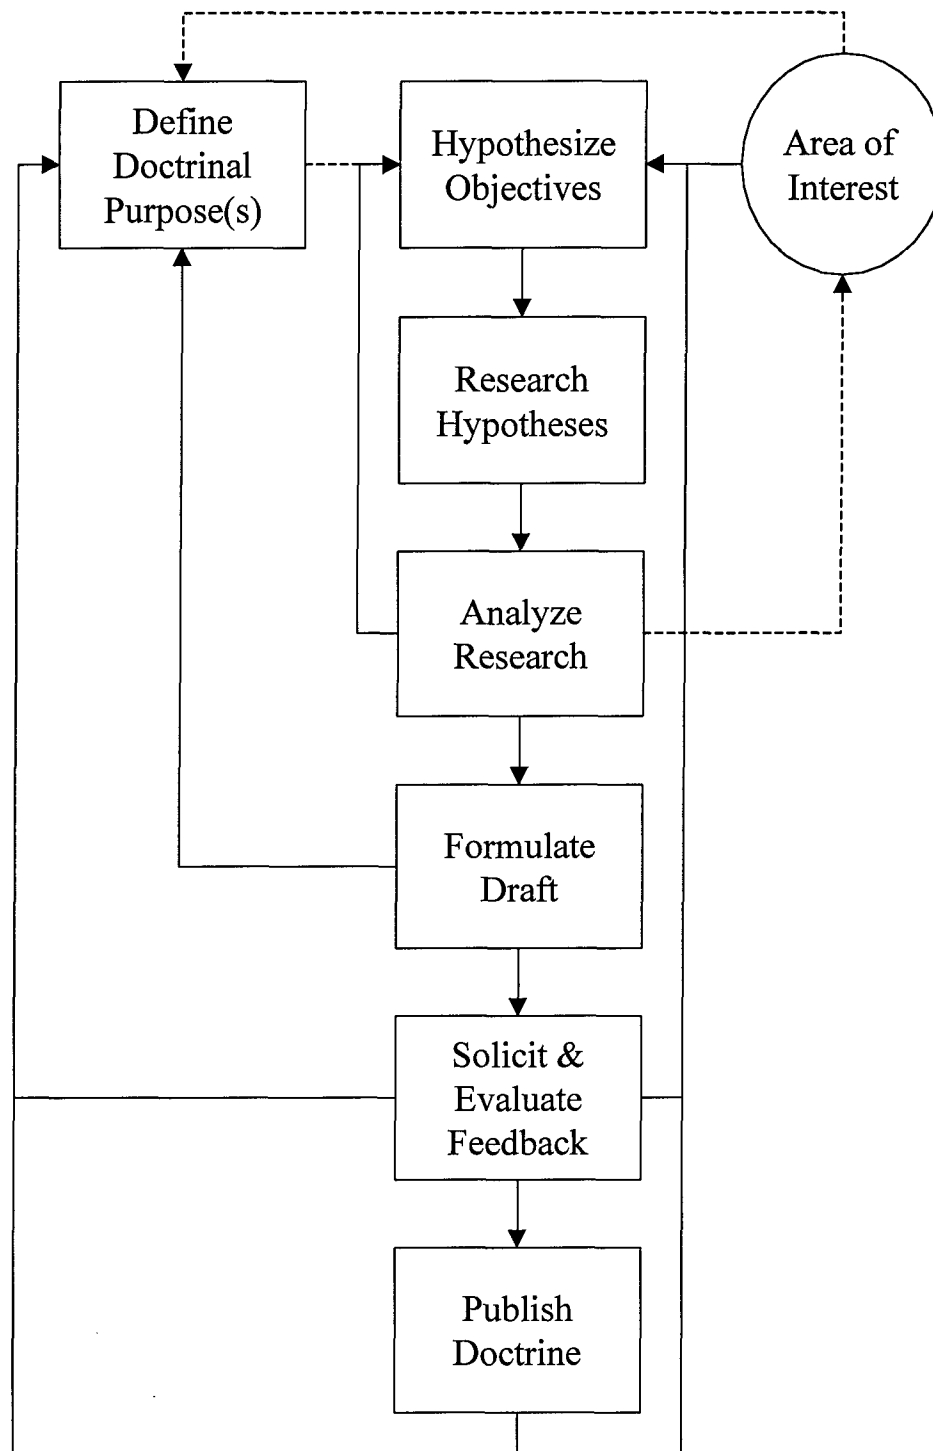 Define
Doctrinal
Purpose(s)
Hypothesize
Objectives
Area of
Interest
Research
Hypotheses
Analyze
Research
Formulate
Draft
Solicit &
Evaluate
Feedback
Publish
Doctrine